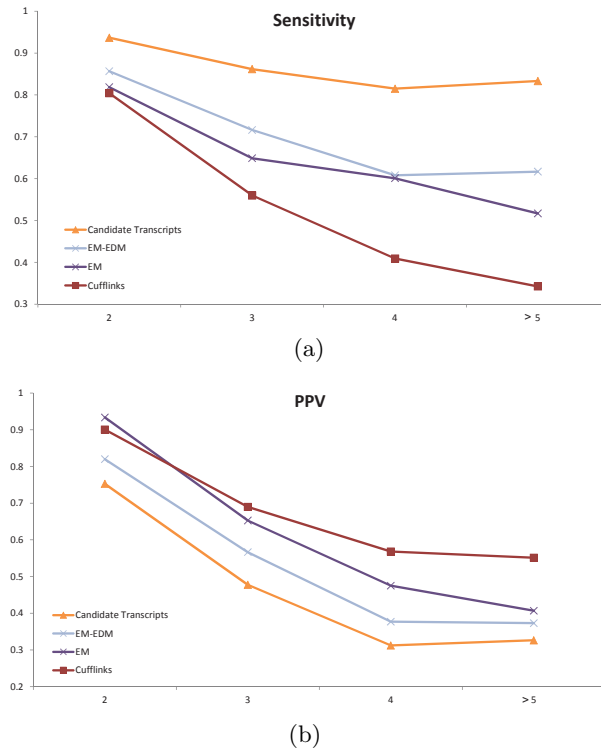 Sensitivity
1
0.9
0.8
0.7
0.6
0.5
0.4
0.3
Candidate Transcripts
EM-EDM
EM
Cufflinks
2 3 4 > 5
(a)
PPV
1
0.9
0.8
0.7
0.6
0.5
0.4
0.3
0.2
Candidate Transcripts
EM-EDM
EM
Cufflinks
2 3 4 > 5
(b)